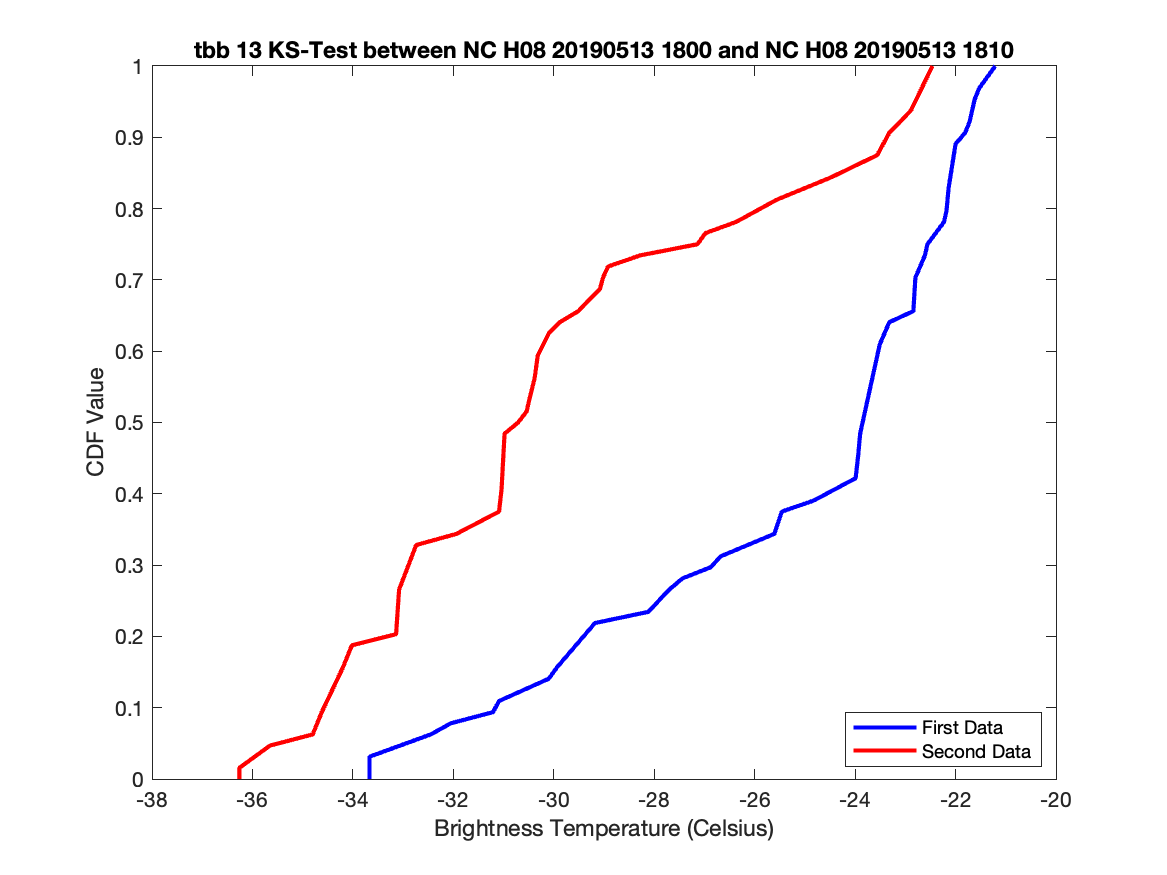 tbb 13 KS-Test between NC H08 20190513 1800 and NC H08 20190513 1810
1
0.9
0.8
0.7
0.6
0.5
0.4
0.3
0.2
0.1
0
CDF Value
First Data
Second Data
-38 -36 -34 -32 -30 -28 -26 -24 -22 -20
Brightness Temperature (Celsius)